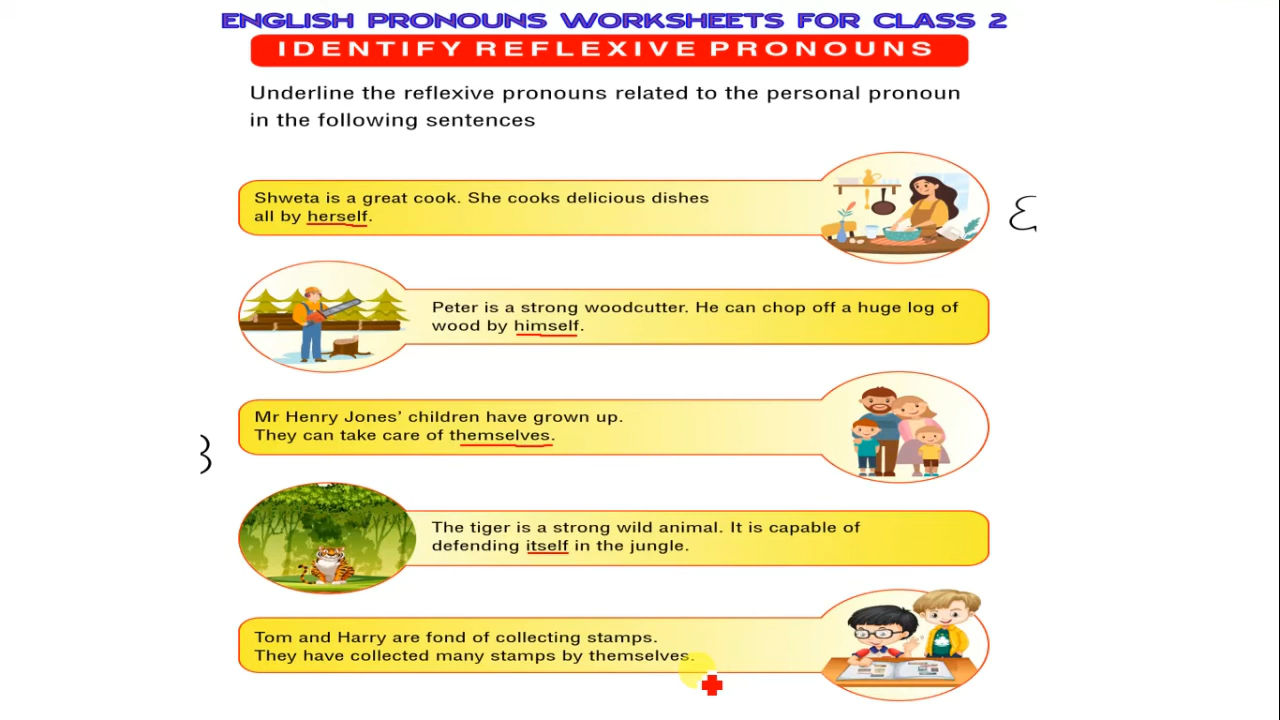 ENGLISH PRONOUNS WORKSHEETS FOR CLASS 2
IDENTIFY REFLEXIVE PRONOUNS
Underline the reflexive pronouns related to the personal pronoun
in the following sentences
Shweta is a great cook. She cooks delicious dishes
all by herself.
Peter is a strong woodcutter. He can chop off a huge log of
wood by himself.
Mr Henry Jones’ children have grown up.
They can take care of themselves.
The tiger is a strong wild animal. It is capable of
defending itself in the jungle.
Tom and Harry are fond of collecting stamps.
They have collected many stamps by themselves.